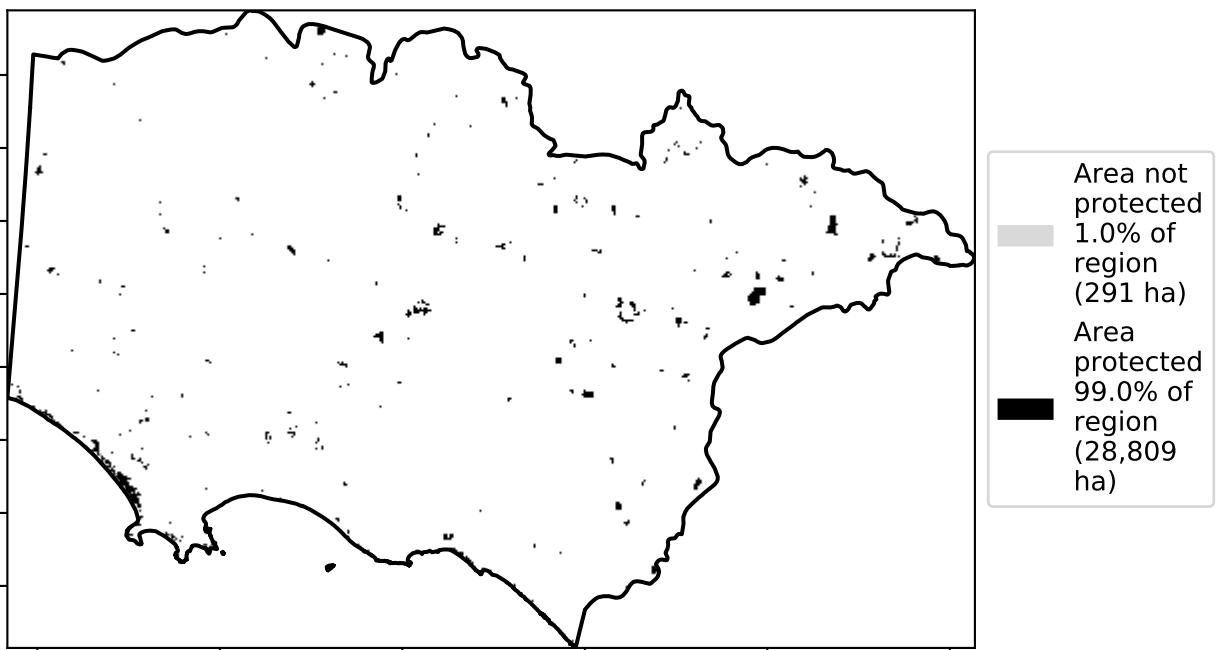 Area not
protected
1.0% of
region
(291 ha)
Area
protected
99.0% of
region
(28,809
ha)